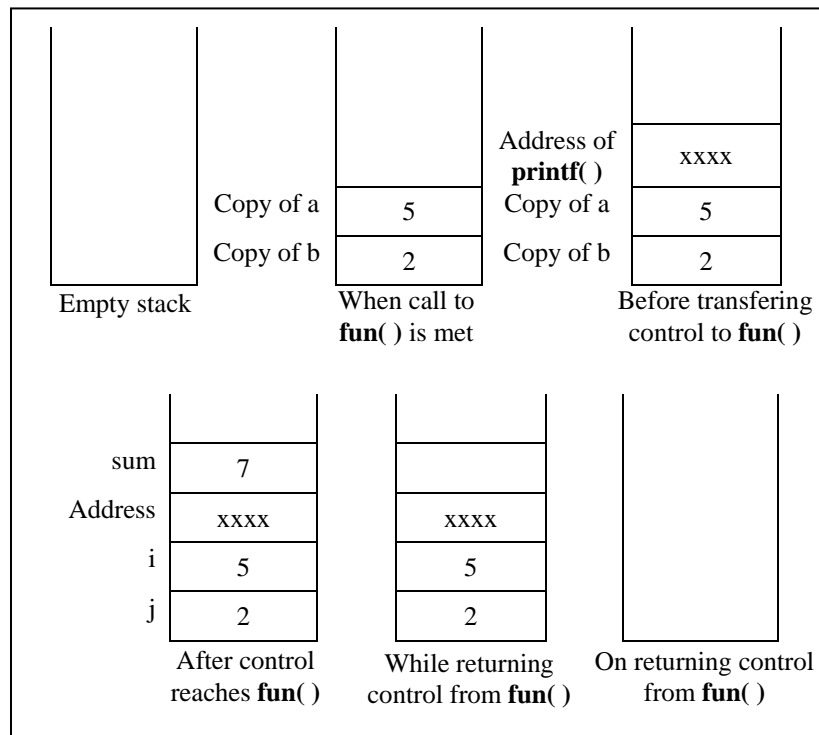 Address of
printf( )
xxxx
Copy of a
5
Copy of a
5
Copy of b
2
Copy of b
2
Empty stack
When call to
fun( ) is met
Before transfering
control to fun( )
sum
7
Address
xxxx
xxxx
i
5
5
j
2
2
After control
reaches fun( )
While returning
control from fun( )
On returning control
from fun( )